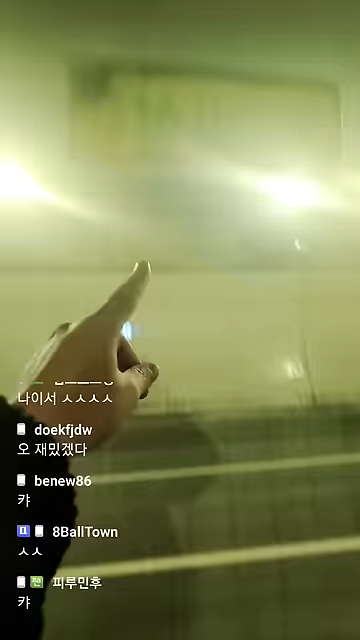 나이서 ㅅㅅㅅㅅ
doekfjdw
오 재밌겠다
benew86
캬
8BallTown
ㅅㅅ
피루민후
캬